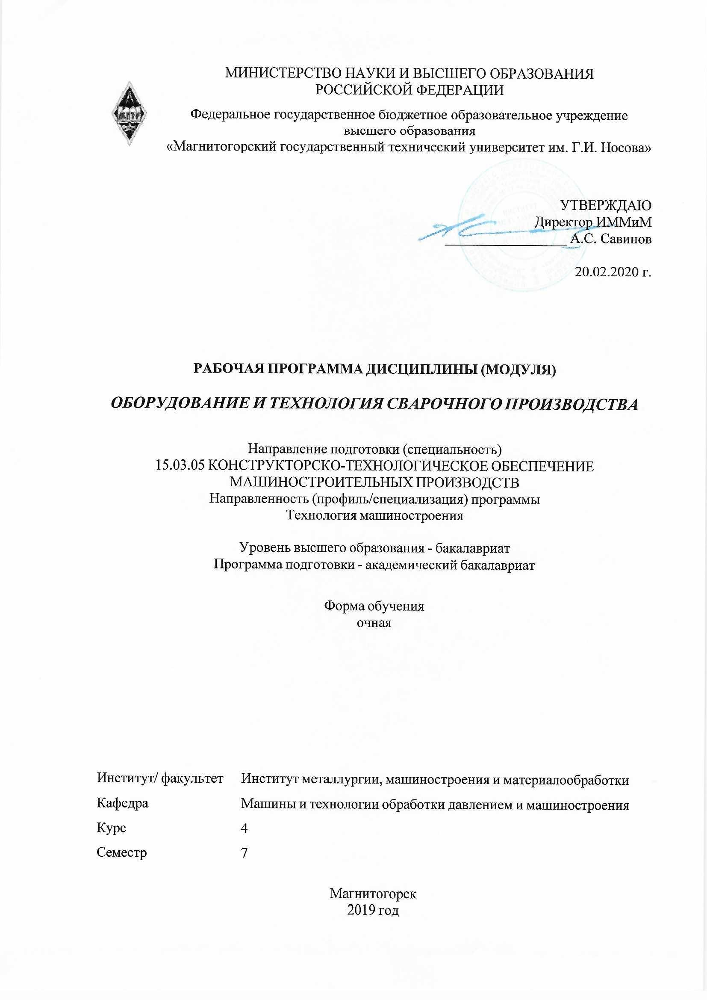 МИНИСТЕРСТВО НАУКИ И ВЫСШЕГО ОБРАЗОВАНИЯ
РОССИЙСКОЙ ФЕДЕРАЦИИ
Федеральное государственное бюджетное образовательное учреждение
высшего образования
«Магнитогорский государственный технический университет им. Г.И. Носова»
УТВЕРЖДАЮ
Директор ИММиМ
А.С. Савинов
20.02.2020 г.
РАБОЧАЯ ПРОГРАММА ДИСЦИПЛИНЫ (МОДУЛЯ)
ОБОРУДОВАНИЕ И ТЕХНОЛОГИЯ СВАРОЧНОГО ПРОИЗВОДСТВА
Направление подготовки (специальность)
15.03.05 КОНСТРУКТОРСКО-ТЕХНОЛОГИЧЕСКОЕ ОБЕСПЕЧЕНИЕ
МАШИНОСТРОИТЕЛЬНЫХ ПРОИЗВОДСТВ
Направленность (профиль/специализация) программы
Технология машиностроения
Уровень высшего образования - бакалавриат
Программа подготовки - академический бакалавриат
Форма обучения
очная
Институт/ факультет Институт металлургии, машиностроения и материалообработки
Кафедра Машины и технологии обработки давлением и машиностроения
Курс 4
Семестр 7
Магнитогорск
2019 год